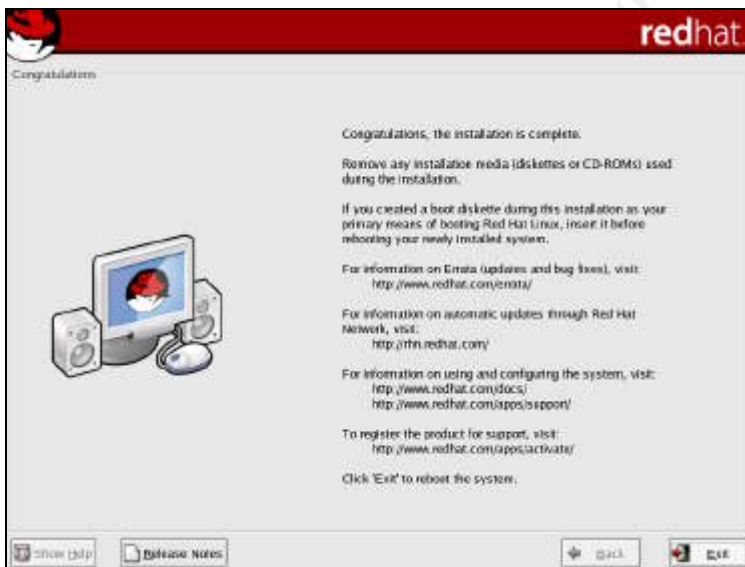 redhat.
Congratulations
Congratulations, the installation is complete.
Remove any installation media (diskettes or CD-ROMs) used
during the installation.
If you created a boot diskette during this installation as your
primary means of booting Red Hat Linux, insert it before
rebooting your newly installed system.
For information on Errata (updates and bug fixes), visit:
http://www.redhat.com/errata/
For information on automatic updates through Red Hat
Network, visit:
http://rhn.redhat.com/
For information on using and configuring the system, visit:
http://www.redhat.com/docs/
http://www.redhat.com/apps/support/
To register the product for support, visit:
http://www.redhat.com/apps/activate/
Click 'Exit' to reboot the system.
Show Help
Release Notes
Back
Exit